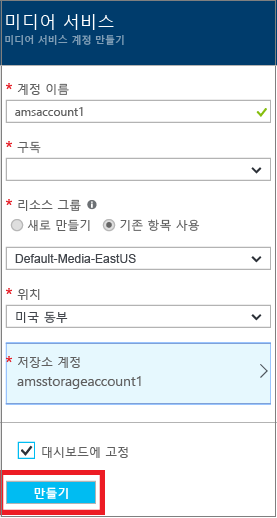 미디어 서비스
미디어 서비스 계정 만들기
* 계정 이름
amsaccount1
* 구독
* 리소스 그룹
새로 만들기 기존 항목 사용
Default-Media-EastUS
* 위치
미국 동부
* 저장소 계정
amsstorageaccount1
대시보드에 고정
만들기